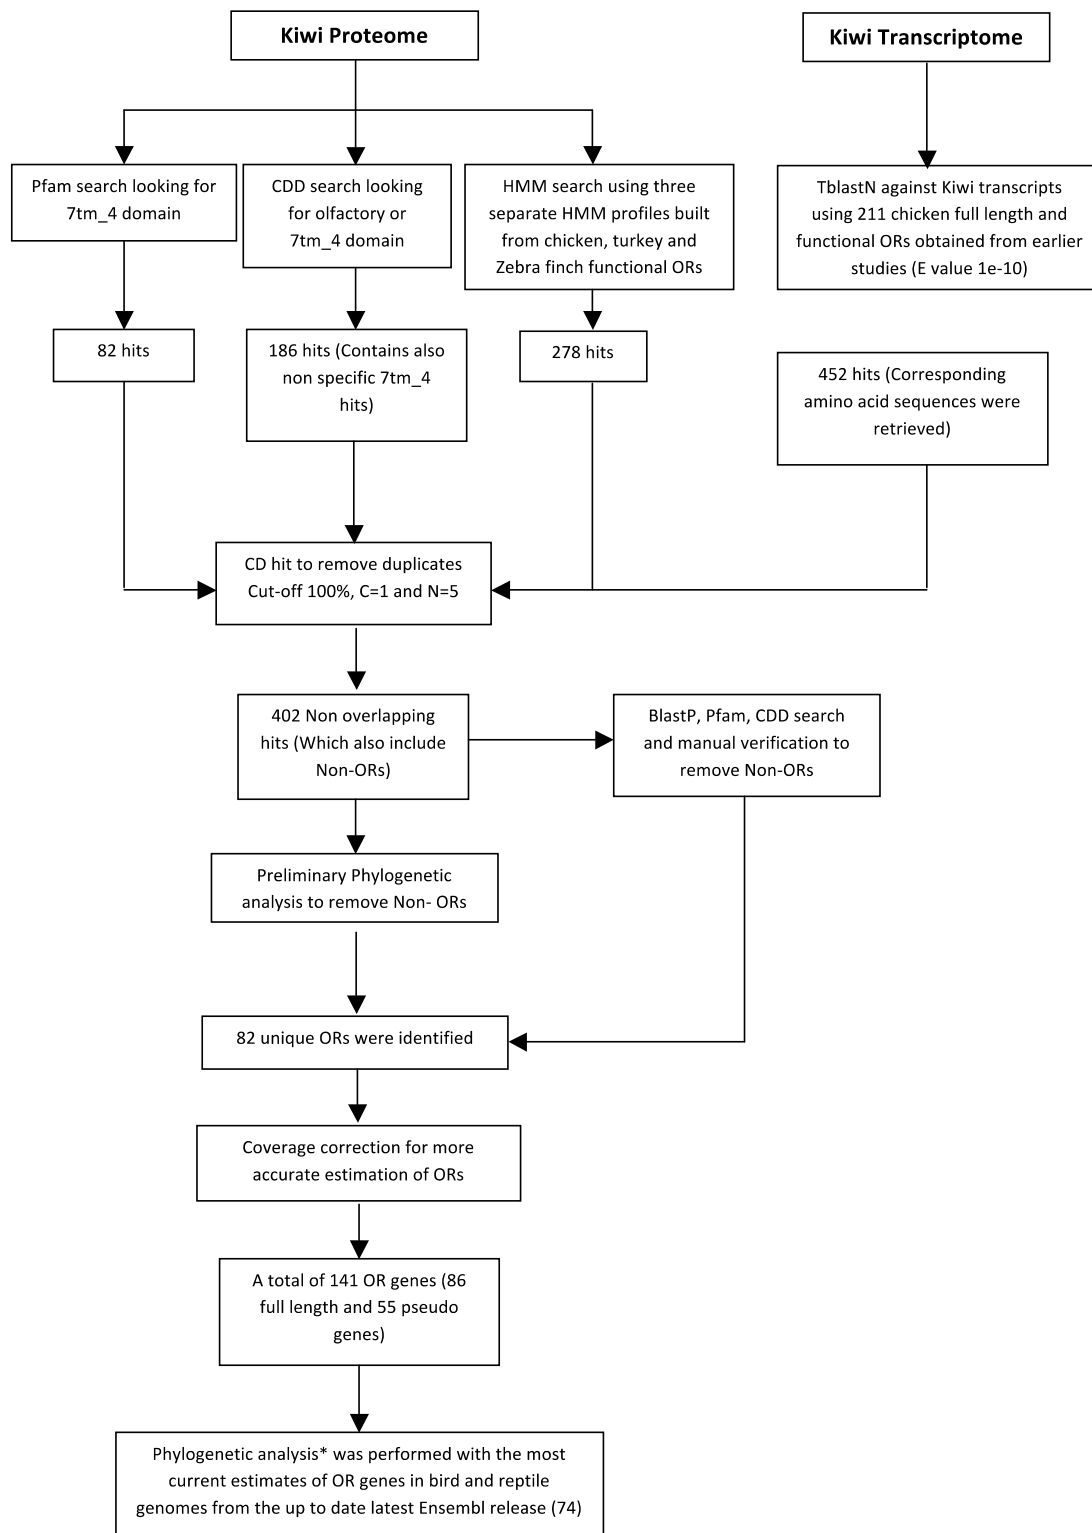 Kiwi Proteome
Kiwi Transcriptome
Pfam search looking for
7tm_4 domain
CDD search looking
for olfactory or
7tm_4 domain
HMM search using three
separate HMM profiles built
from chicken, turkey and
Zebra finch functional ORs
TblastN against Kiwi transcripts
using 211 chicken full length and
functional ORs obtained from earlier
studies (E value 1e-10)
82 hits
186 hits (Contains also
non specific 7tm_4
hits)
278 hits
452 hits (Corresponding
amino acid sequences were
retrieved)
CD hit to remove duplicates
Cut-off 100%, C=1 and N=5
402 Non overlapping
hits (Which also include
Non-ORs)
BlastP, Pfam, CDD search
and manual verification to
remove Non-ORs
Preliminary Phylogenetic
analysis to remove Non- ORs
82 unique ORs were identified
Coverage correction for more
accurate estimation of ORs
A total of 141 OR genes (86
full length and 55 pseudo
genes)
Phylogenetic analysis* was performed with the most
current estimates of OR genes in bird and reptile
genomes from the up to date latest Ensembl release (74)